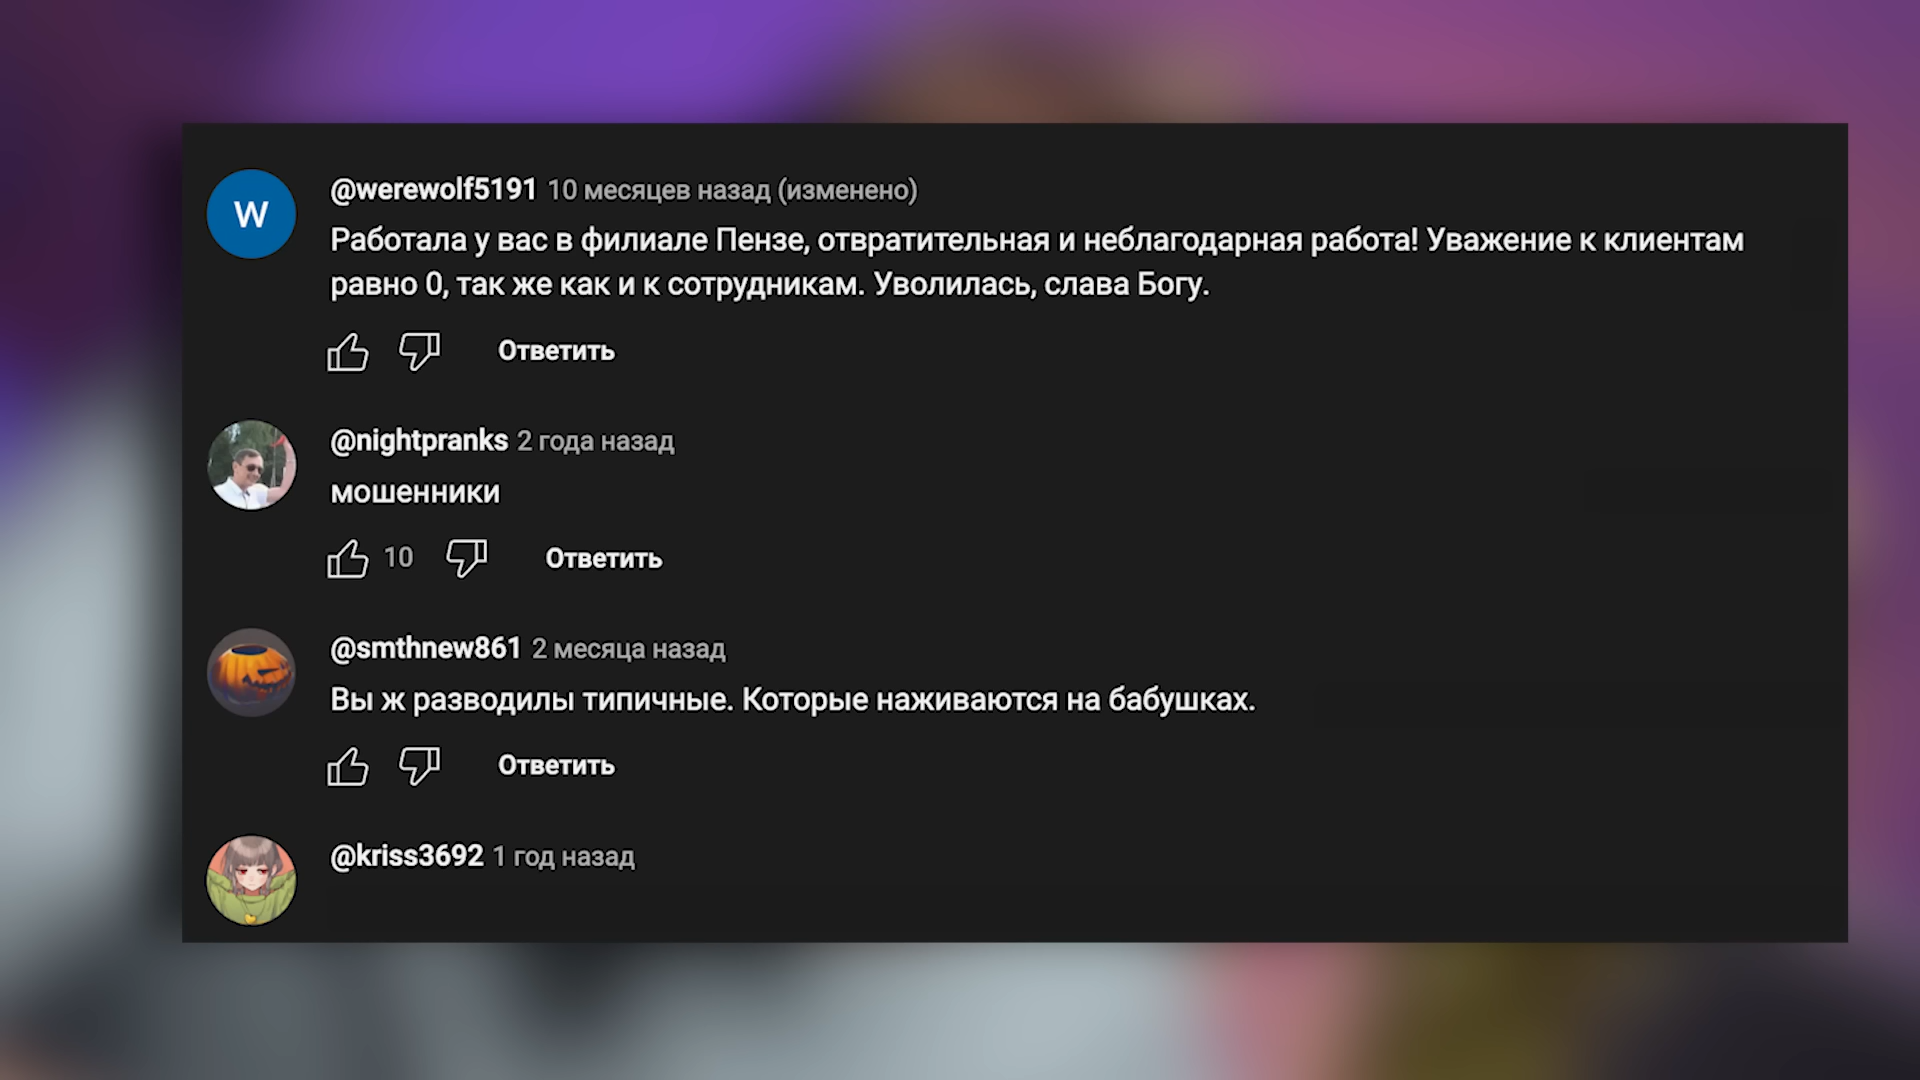 W
@werewolf5191 10 месяцев назад (изменено)
Работала у вас в филиале Пензе, отвратительная и неблагодарная работа! Уважение к клиентам
равно 0, так же как и к сотрудникам. Уволилась, слава Богу.
Ответить
@nightpranks 2 года назад
мошенники
10 Ответить
@smthnew861 2 месяца назад
Вы ж разводилы типичные. Которые наживаются на бабушках.
Ответить
@kriss3692 1 год назад